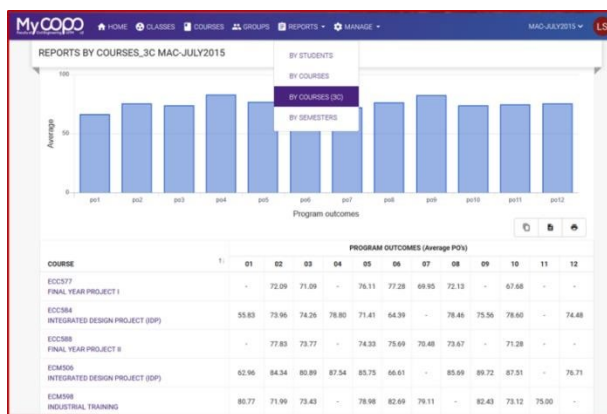 MyCOPO HOME CLASSES COURSES GROUPS REPORTS MANAGE MAC-JULY2015 LS
REPORTS BY COURSES_3C MAC-JULY2015
BY STUDENTS
BY COURSES
BY COURSES (3C)
BY SEMESTERS
100
50
0
Average
po1 po2 po3 po4 po5 po6 po7 po8 po9 po10 po11 po12
Program outcomes
PROGRAM OUTCOMES (Average PO's)
COURSE 01 02 03 04 05 06 07 08 09 10 11 12
ECC577 - 72.09 71.09 - 76.11 77.28 69.95 72.13 - 67.68 - -
FINAL YEAR PROJECT I
ECC584 55.83 73.96 74.26 78.80 71.41 64.39 - 78.46 75.56 78.60 - 74.48
INTEGRATED DESIGN PROJECT (IDP)
ECC588 - 77.83 73.77 - 74.33 75.69 70.48 73.67 - 71.28 - -
FINAL YEAR PROJECT II
ECM506 62.96 84.34 80.89 87.54 85.75 66.61 - 85.69 89.72 87.51 - 76.71
INTEGRATED DESIGN PROJECT (IDP)
ECM598 80.77 71.99 73.43 - 78.98 82.69 79.11 - 82.43 73.12 75.00 -
INDUSTRIAL TRAINING